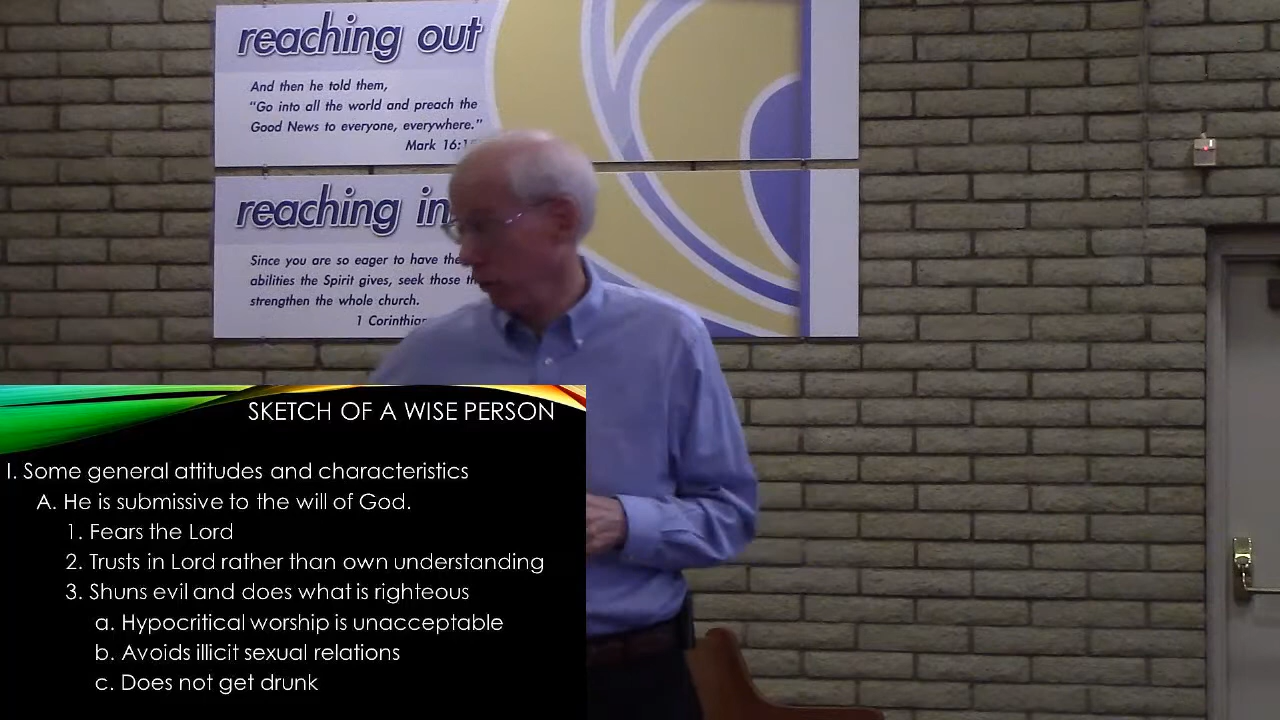 reaching out
And then he told them,
"Go into all the world and preach the
Good News to everyone, everywhere."
Mark
reaching in
Since you are so eager to have
abilities the Spirit gives, seek those
strengthen the whole church.
1
SKETCH OF A WISE PERSON
I. Some general attitudes and characteristics
A. He is submissive to the will of God.
1. Fears the Lord
2. Trusts in Lord rather than own understanding
3. Shuns evil and does what is righteous
a. Hypocritical worship is unacceptable
b. Avoids illicit sexual relations
c. Does not get drunk